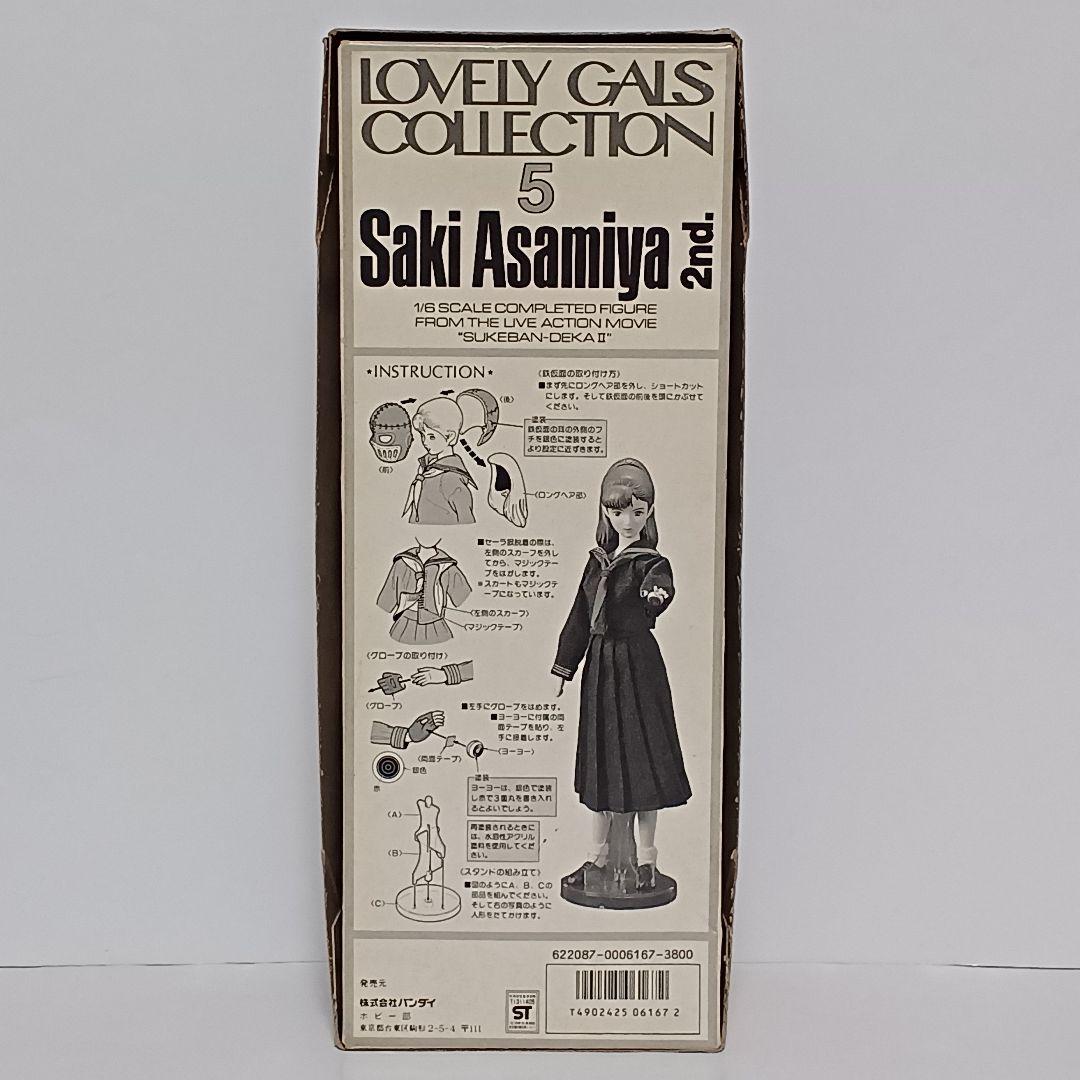 LOVELY GALS
COLLECTION
5
Saki Asamiya 2nd.
1/6 SCALE COMPLETED FIGURE
FROM THE LIVE ACTION MOVIE
"SUKEBAN-DEKA II"
★INSTRUCTION★
〈鉄仮面の取り付け方〉
■まず先にロングヘア部を外し、ショートカット
にします。そして鉄仮面の前後を頭にかぶせて
ください。
〈後〉
塗装
鉄仮面の耳の外側のフ
チを銀色に塗装すると
より設定に近ずきます。
〈前〉
〈ロングヘア部〉
■セーラ服脱着の際は、
左側のスカーフを外し
てから、マジックテー
プをはがします。
※スカートもマジックテ
ープになっています。
〈左側のスカーフ〉
〈マジックテープ〉
〈グローブの取り付け〉
〈グローブ〉
■左手にグローブをはめます。
■ヨーヨーに付属の両
面テープを貼り、左
手に接着します。
〈ヨーヨー〉
〈両面テープ〉
銀色
赤
塗装
ヨーヨーは、銀色で塗装
し赤で3重丸を書き入れ
るとよいでしょう。
〈A〉
再塗装されるときに
は、水溶性アクリル
塗料を使用してくだ
さい。
〈B〉
〈スタンドの組み立て〉
■図のようにA、B、Cの
部品を組んでください。
そして右の写真のように
人形をたてかけます。
〈C〉
622087-0006167-3800
発売元
株式会社バンダイ
ホビー部
東京都台東区駒形2-5-4 〒111
ST
T4902425 06167 2